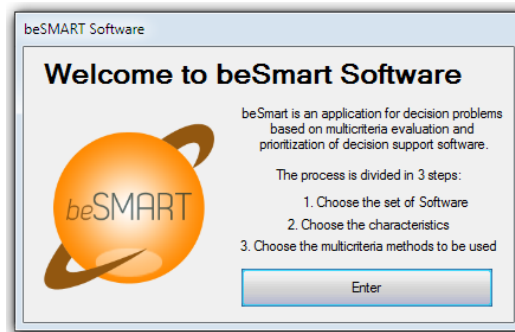 beSMART Software
Welcome to beSmart Software
beSmart is an application for decision problems
based on multicriteria evaluation and
prioritization of decision support software.
The process is divided in 3 steps:
1. Choose the set of Software
2. Choose the characteristics
3. Choose the multicriteria methods to be used
beSMART
Enter